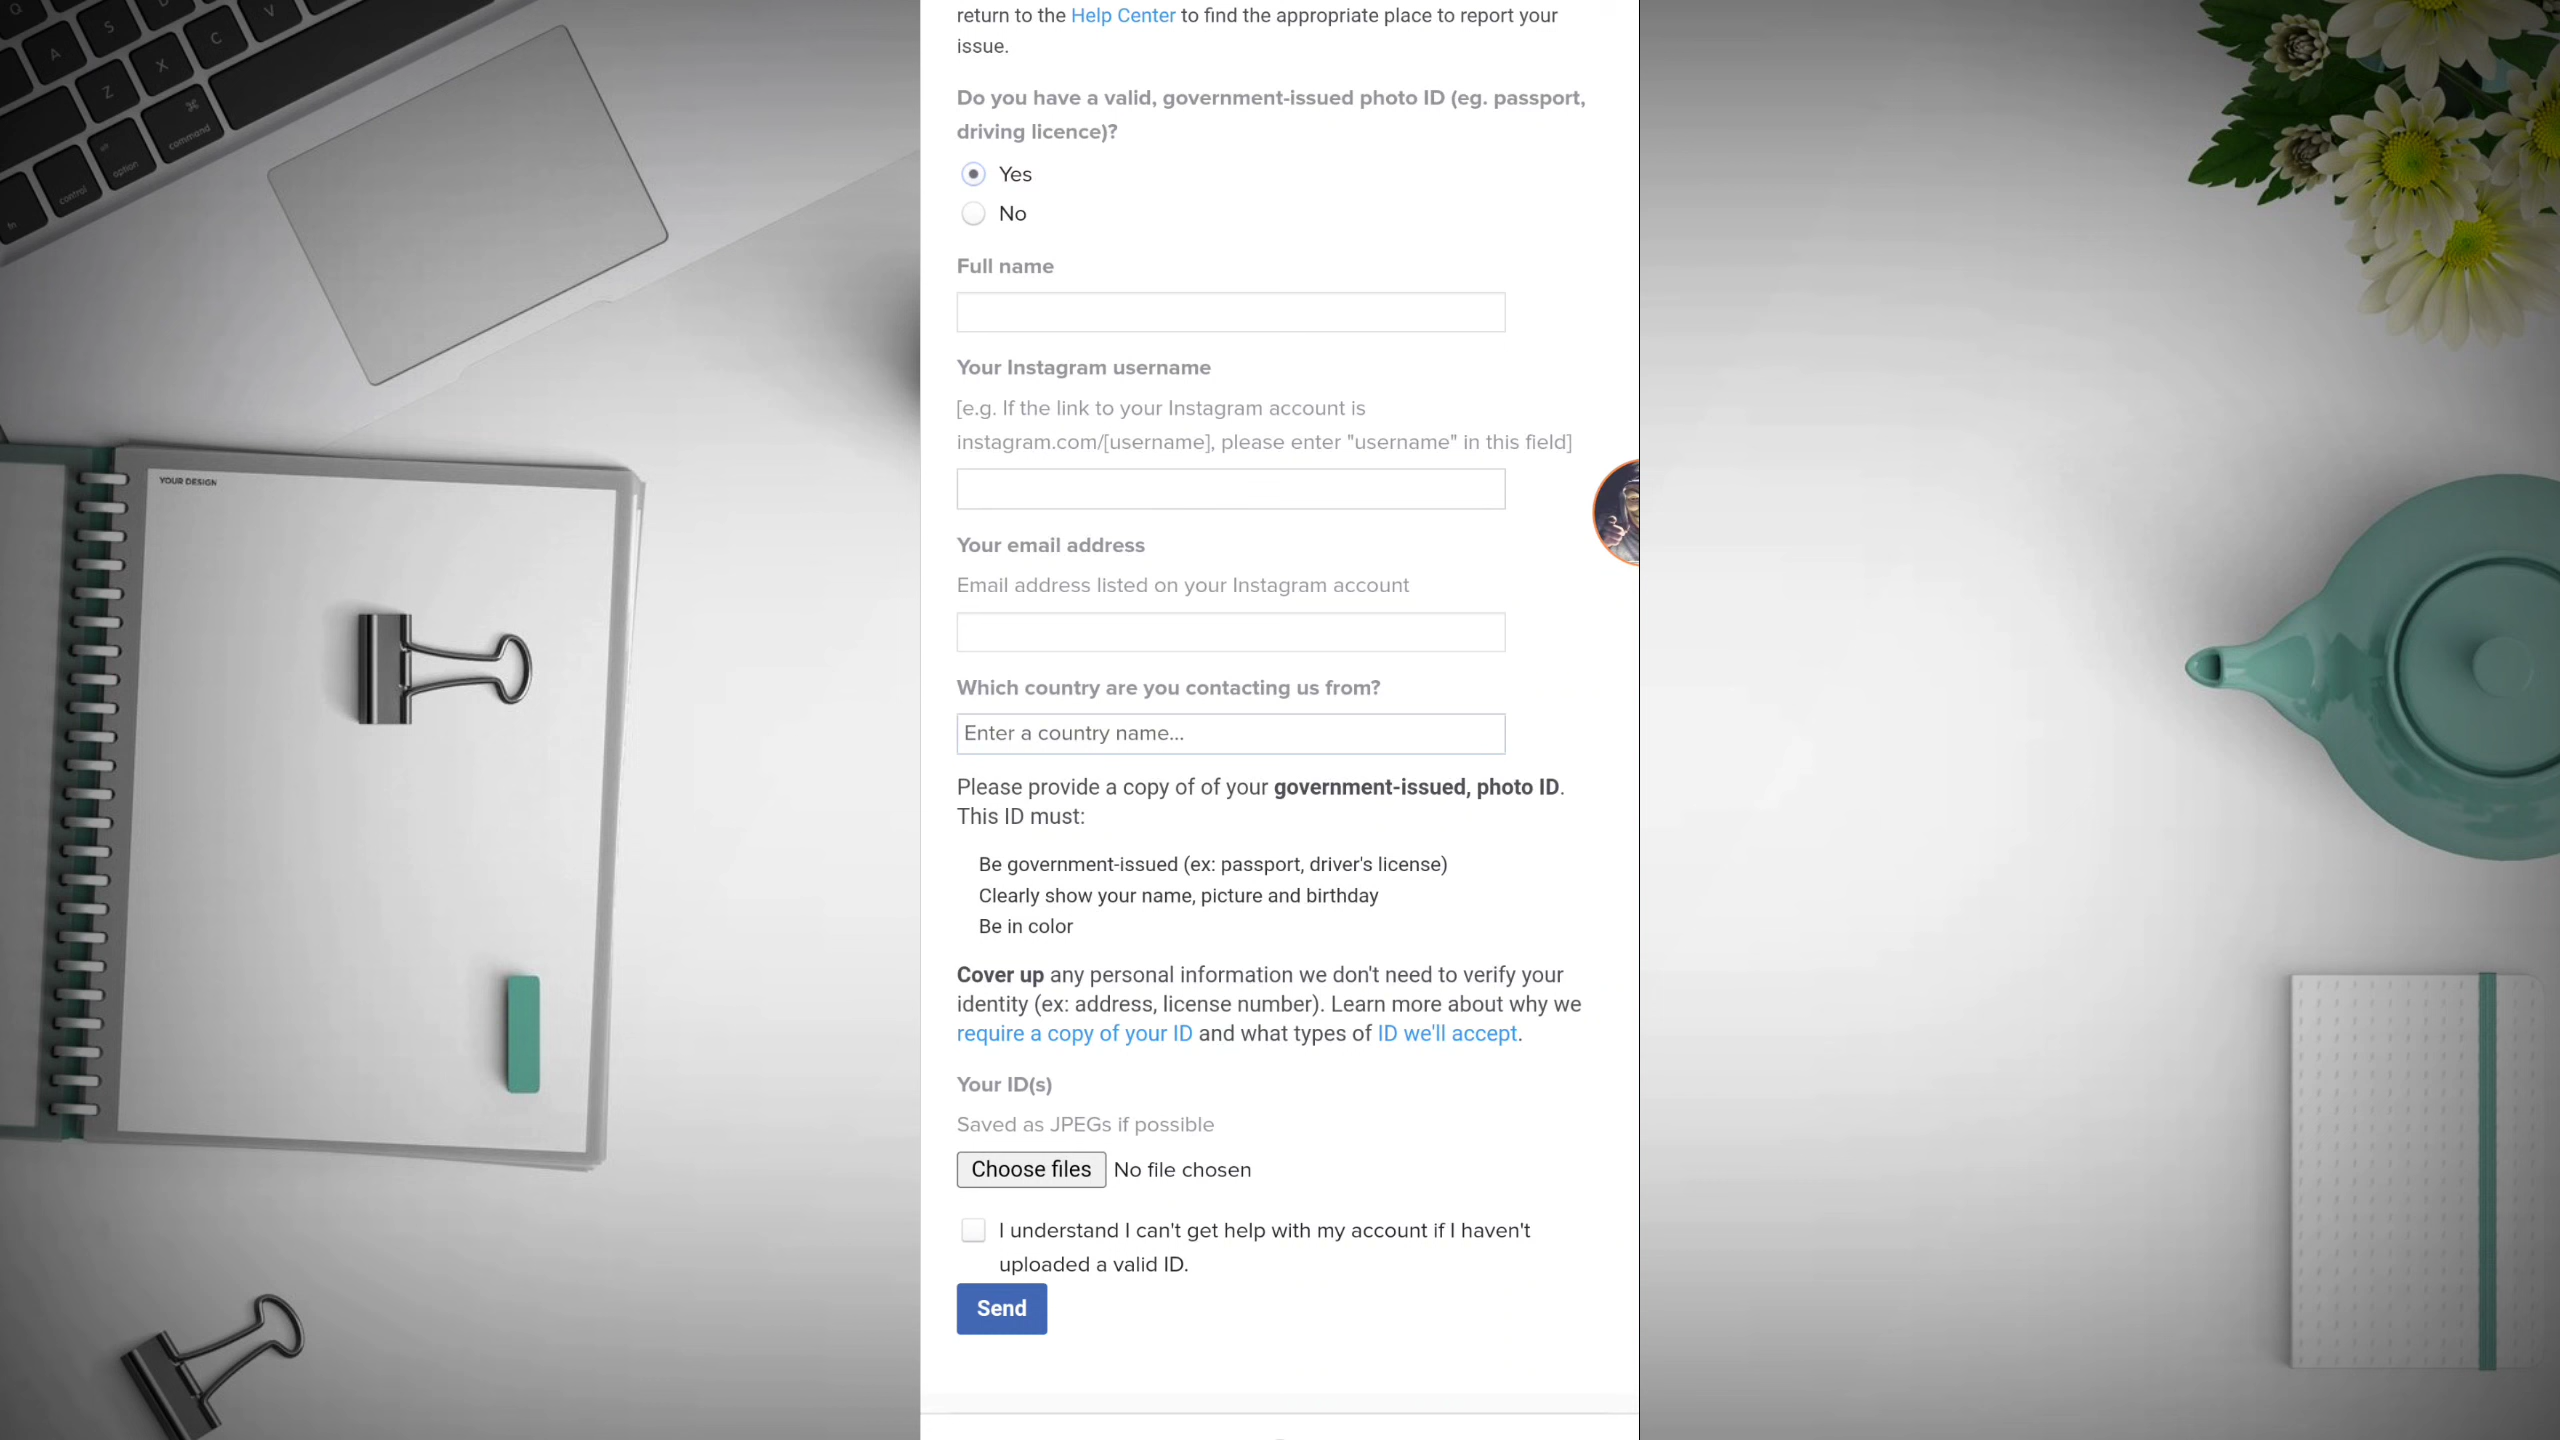 return to the Help Center to find the appropriate place to report your
issue.
Do you have a valid, government-issued photo ID (eg. passport,
driving licence)?
Yes
No
Full name
Your Instagram username
[e.g. If the link to your Instagram account is
instagram.com/[username], please enter "username" in this field]
Your email address
Email address listed on your Instagram account
Which country are you contacting us from?
Enter a country name...
Please provide a copy of of your government-issued, photo ID.
This ID must:
Be government-issued (ex: passport, driver's license)
Clearly show your name, picture and birthday
Be in color
Cover up any personal information we don't need to verify your
identity (ex: address, license number). Learn more about why we
require a copy of your ID and what types of ID we'll accept.
Your ID(s)
Saved as JPEGs if possible
Choose files No file chosen
I understand I can't get help with my account if I haven't
uploaded a valid ID.
Send
YOUR DESIGN
Q
A
S
Z
X
C
V
⌘
command
alt
option
control
fn